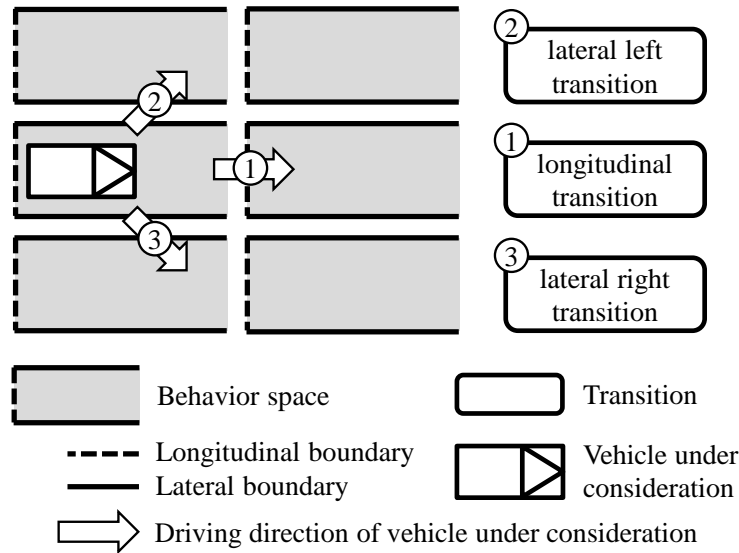 2
lateral left
transition
2
1
longitudinal
transition
1
3
lateral right
transition
3
Behavior space
Transition
Longitudinal boundary
Lateral boundary
Vehicle under
consideration
Driving direction of vehicle under consideration